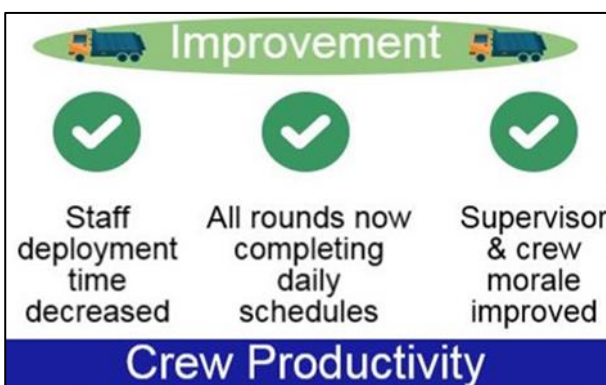 Improvement
Staff
deployment
time
decreased
All rounds now
completing
daily
schedules
Supervisor
& crew
morale
improved
Crew Productivity